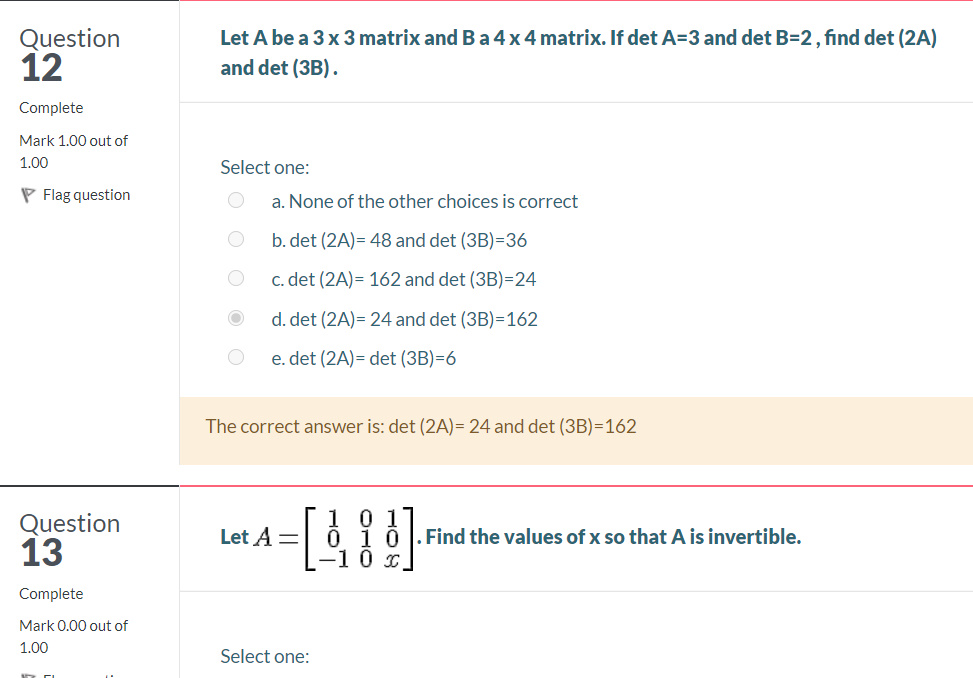 Question
12
Complete
Mark 1.00 out of
1.00
Flag question
Let A be a 3 x 3 matrix and B a 4 x 4 matrix. If det A=3 and det B=2 , find det (2A)
and det (3B) .
Select one:
a. None of the other choices is correct
b. det (2A)= 48 and det (3B)=36
c. det (2A)= 162 and det (3B)=24
d. det (2A)= 24 and det (3B)=162
e. det (2A)= det (3B)=6
The correct answer is: det (2A)= 24 and det (3B)=162
Question
13
Complete
Mark 0.00 out of
1.00
Let A = [ 1 0 1
0 1 0
−1 0 x ] . Find the values of x so that A is invertible.
Select one: